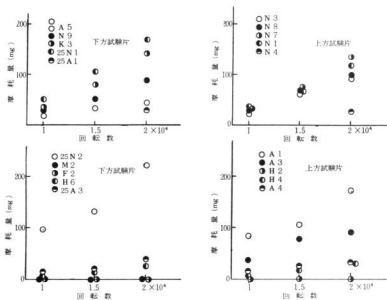 200
100
0
摩耗量 (mg)
A 5
N 9
K 3
25N 1
25A 1
下方試験片
1
1.5
2×10⁴
回転数
200
100
0
摩耗量 (mg)
N 3
N 8
N 7
N 1
N 4
上方試験片
1
1.5
2×10⁴
回転数
200
100
0
摩耗量 (mg)
25N 2
M 2
F 2
H 6
25A 3
下方試験片
1
1.5
2×10⁴
回転数
200
100
0
摩耗量 (mg)
A 1
A 3
H 2
H 4
A 4
上方試験片
1
1.5
2×10⁴
回転数